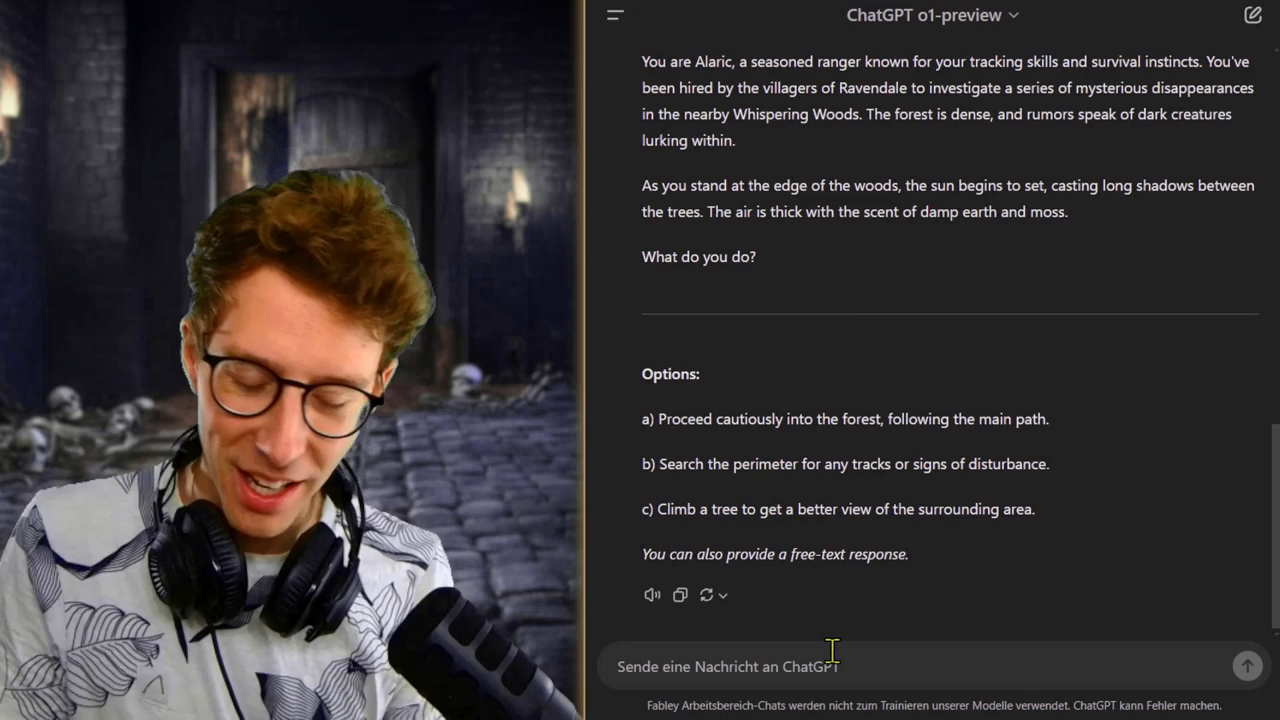 ChatGPT o1-preview
You are Alaric, a seasoned ranger known for your tracking skills and survival instincts. You've
been hired by the villagers of Ravendale to investigate a series of mysterious disappearances
in the nearby Whispering Woods. The forest is dense, and rumors speak of dark creatures
lurking within.
As you stand at the edge of the woods, the sun begins to set, casting long shadows between
the trees. The air is thick with the scent of damp earth and moss.
What do you do?
Options:
a) Proceed cautiously into the forest, following the main path.
b) Search the perimeter for any tracks or signs of disturbance.
c) Climb a tree to get a better view of the surrounding area.
You can also provide a free-text response.
Sende eine Nachricht an ChatGPT
Fabley Arbeitsbereich-Chats werden nicht zum Trainieren unserer Modelle verwendet. ChatGPT kann Fehler machen.